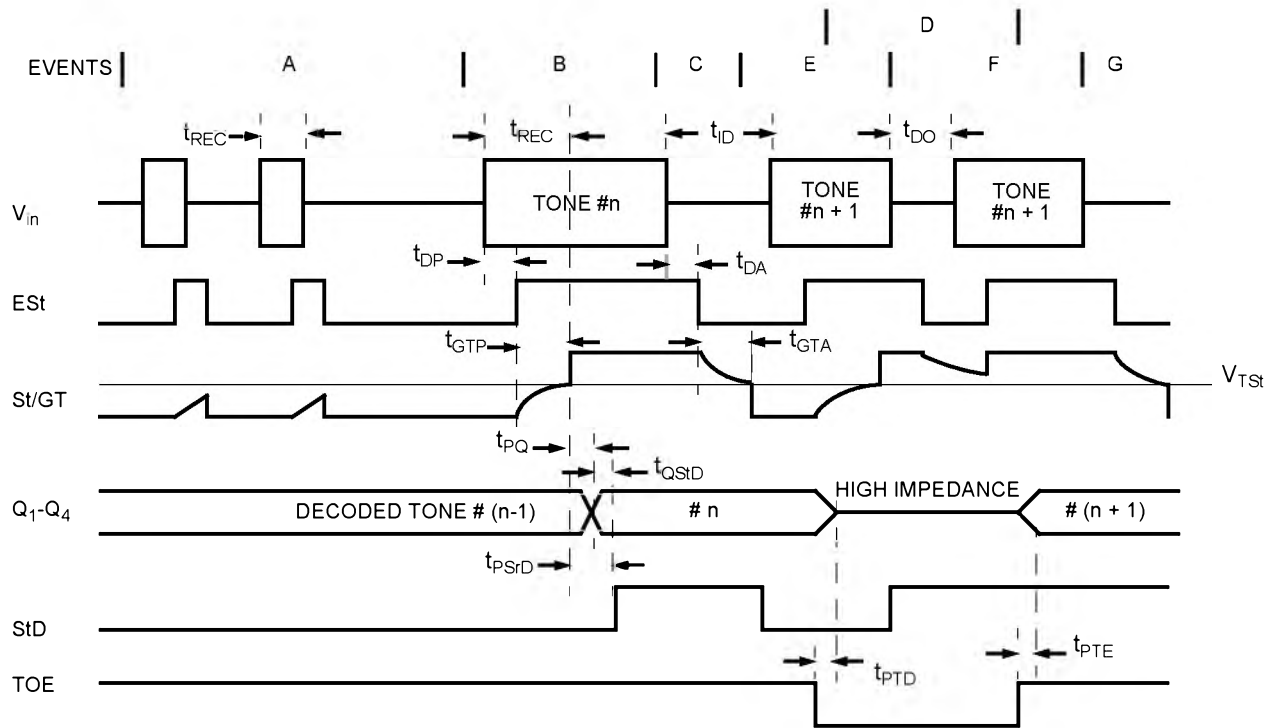 D
EVENTS A B C E F G
tREC tREC tID tDO
Vin TONE #n TONE #n + 1 TONE #n + 1
tDP tDA
ESt
tGTP tGTA
VTSt
St/GT
tPQ
tQStD
HIGH IMPEDANCE
Q1-Q4 DECODED TONE # (n-1) # n # (n + 1)
tPSrD
StD
tPTD tPTE
TOE